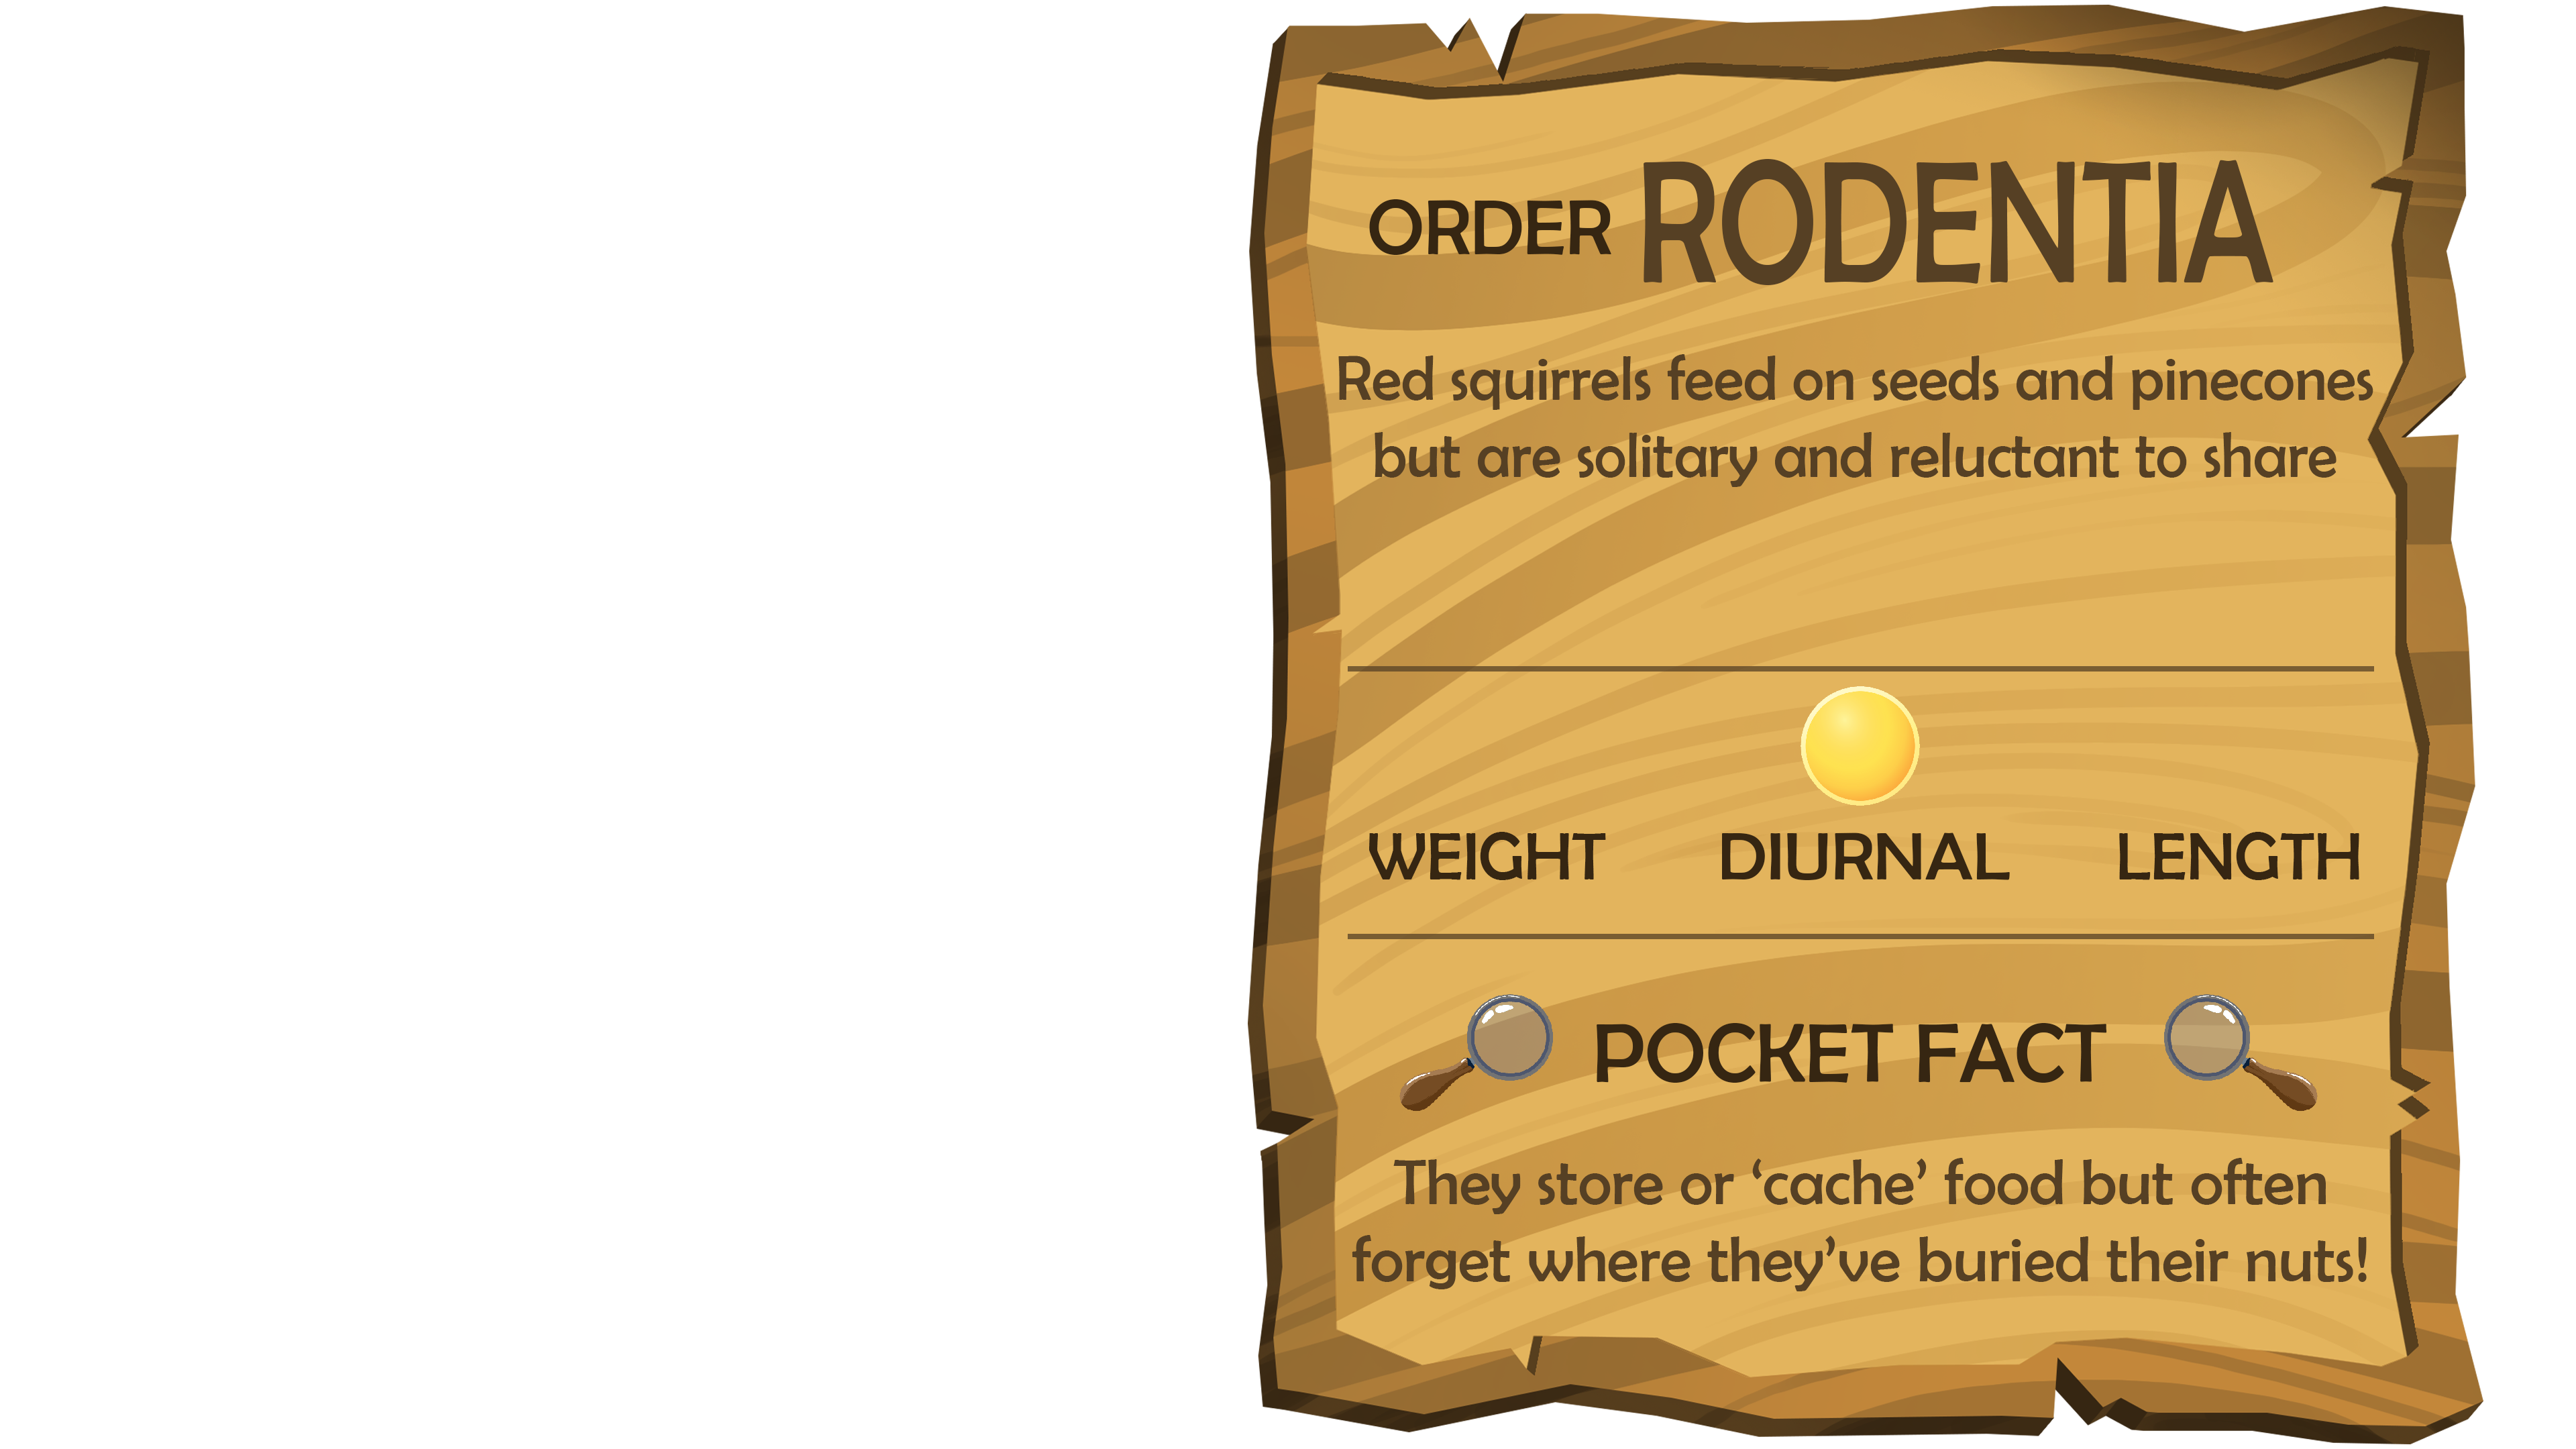 ORDER RODENTIA
Red squirrels feed on seeds and pinecones
but are solitary and reluctant to share
WEIGHT DIURNAL LENGTH
POCKET FACT
They store or ‘cache’ food but often
forget where they’ve buried their nuts!